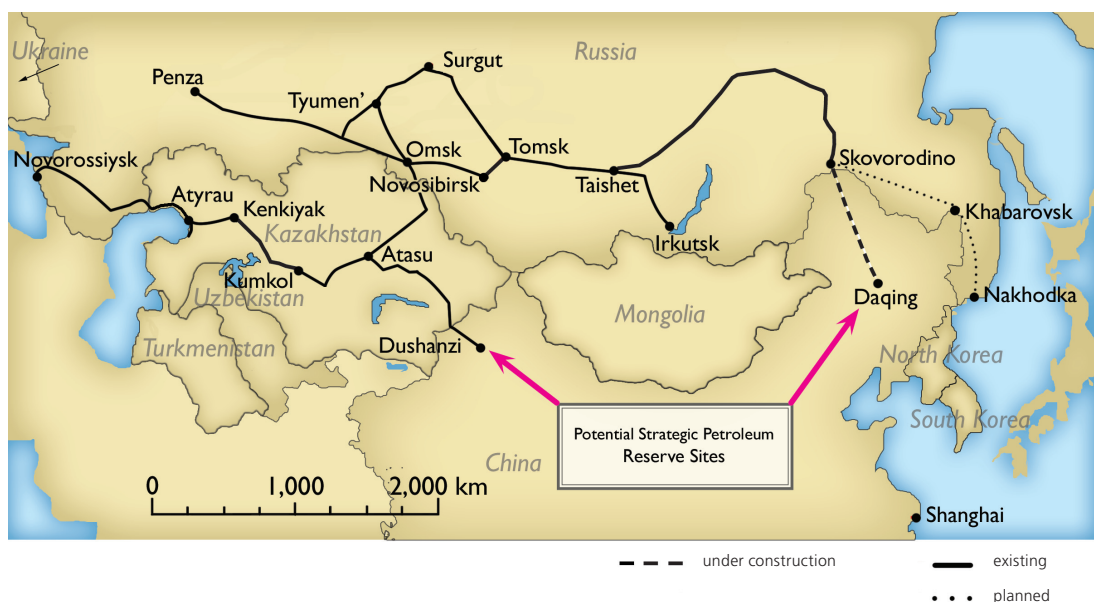 Ukraine
Russia
Surgut
Penza
Tyumen’
Omsk
Tomsk
Novosibirsk
Taishet
Skovorodino
Novorossiysk
Atyrau
Kenkiyak
Kazakhstan
Khabarovsk
Irkutsk
Atasu
Kumkol
Uzbekistan
Daqing
Nakhodka
Mongolia
Turkmenistan
Dushanzi
North Korea
South Korea
Potential Strategic Petroleum
Reserve Sites
China
0 1,000 2,000 km
Shanghai
under construction
existing
planned